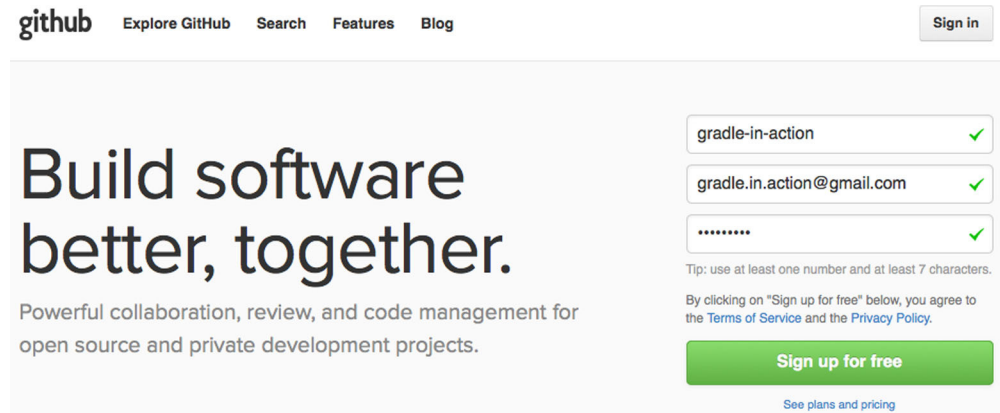 github Explore GitHub Search Features Blog Sign in
Build software
better, together.
Powerful collaboration, review, and code management for
open source and private development projects.
gradle-in-action
gradle.in.action@gmail.com
•••••••••
Tip: use at least one number and at least 7 characters.
By clicking on "Sign up for free" below, you agree to
the Terms of Service and the Privacy Policy.
Sign up for free
See plans and pricing